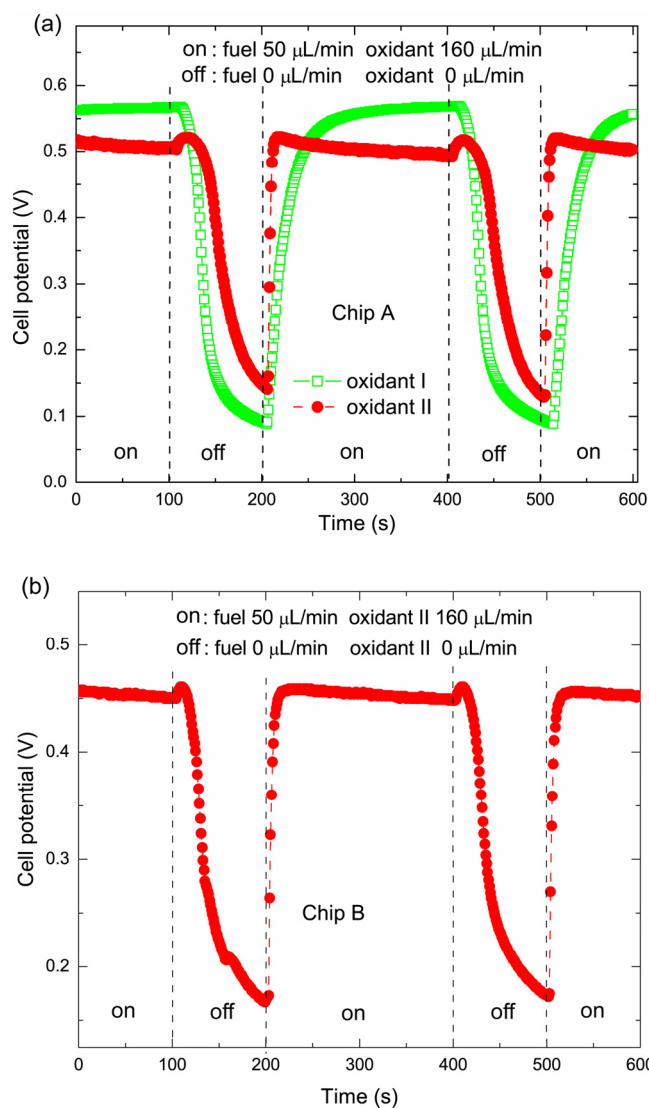 (a)
on : fuel 50 μL/min oxidant 160 μL/min
off : fuel 0 μL/min oxidant 0 μL/min
0.6
0.5
0.4
0.3
0.2
0.1
0.0
Cell potential (V)
Chip A
oxidant I
oxidant II
on off on off on
0 100 200 300 400 500 600
Time (s)
(b)
on : fuel 50 μL/min oxidant II 160 μL/min
off : fuel 0 μL/min oxidant II 0 μL/min
0.5
0.4
0.3
0.2
Cell potential (V)
Chip B
on off on off on
0 100 200 300 400 500 600
Time (s)